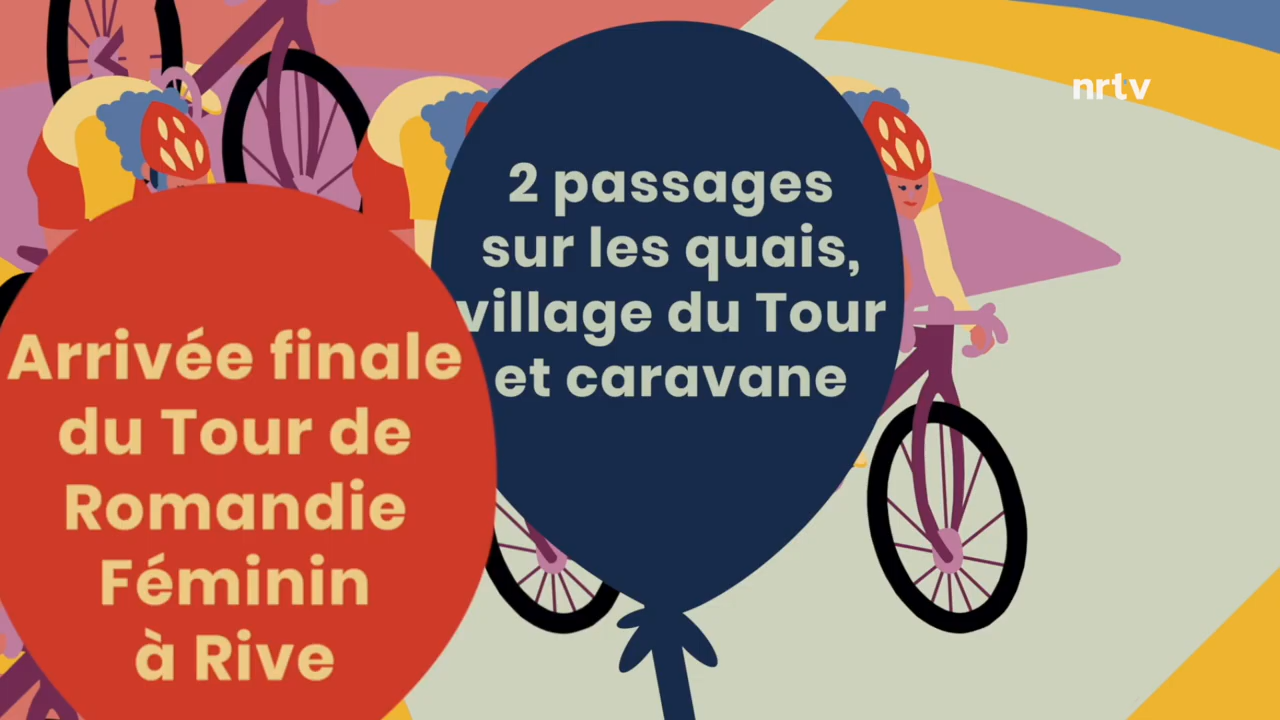 nrtv
2 passages
sur les quais,
village du Tour
et caravane
Arrivée finale
du Tour de
Romandie
Féminin
à Rive